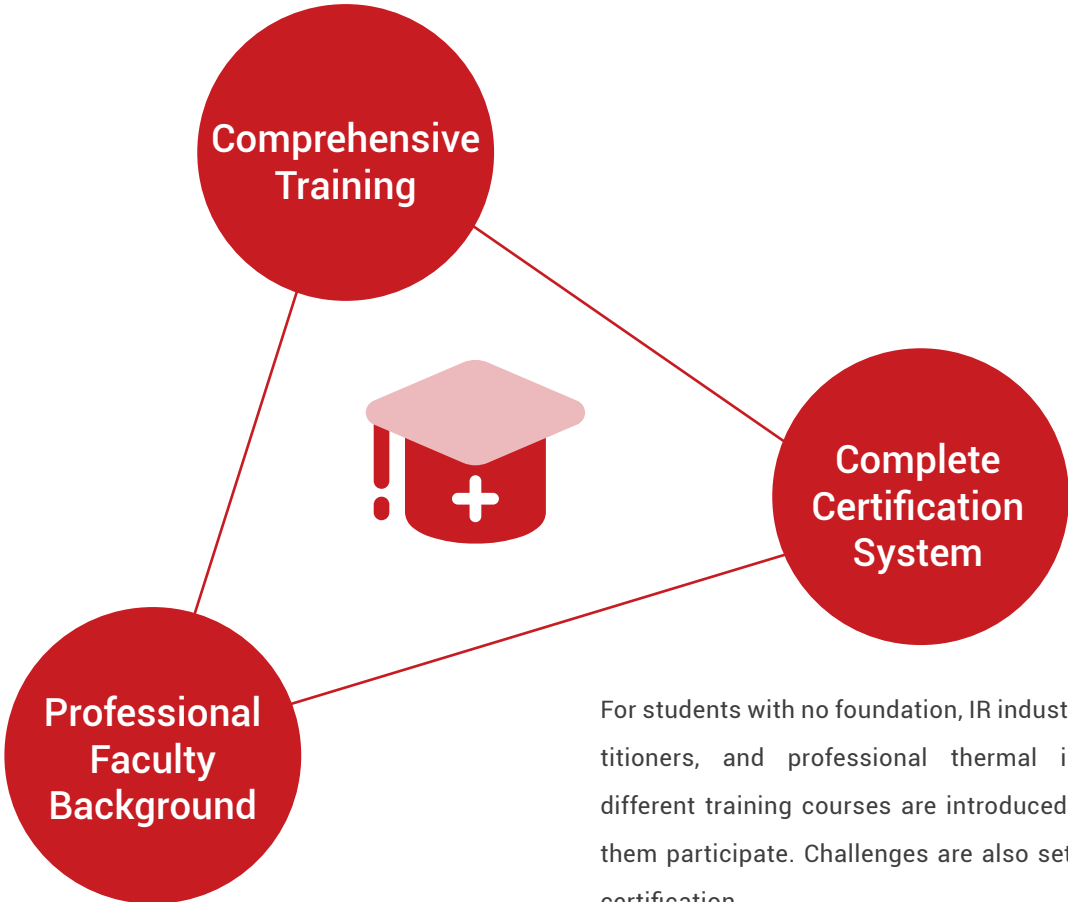 Comprehensive
Training
Complete
Certification
System
Professional
Faculty
Background
For students with no foundation, IR indust
titioners, and professional thermal i
different training courses are introduced
them participate. Challenges are also set
certification